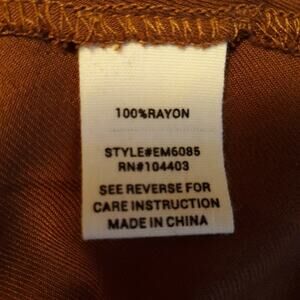 100%RAYON
STYLE#EM6085
RN#104403
SEE REVERSE FOR
CARE INSTRUCTION
MADE IN CHINA